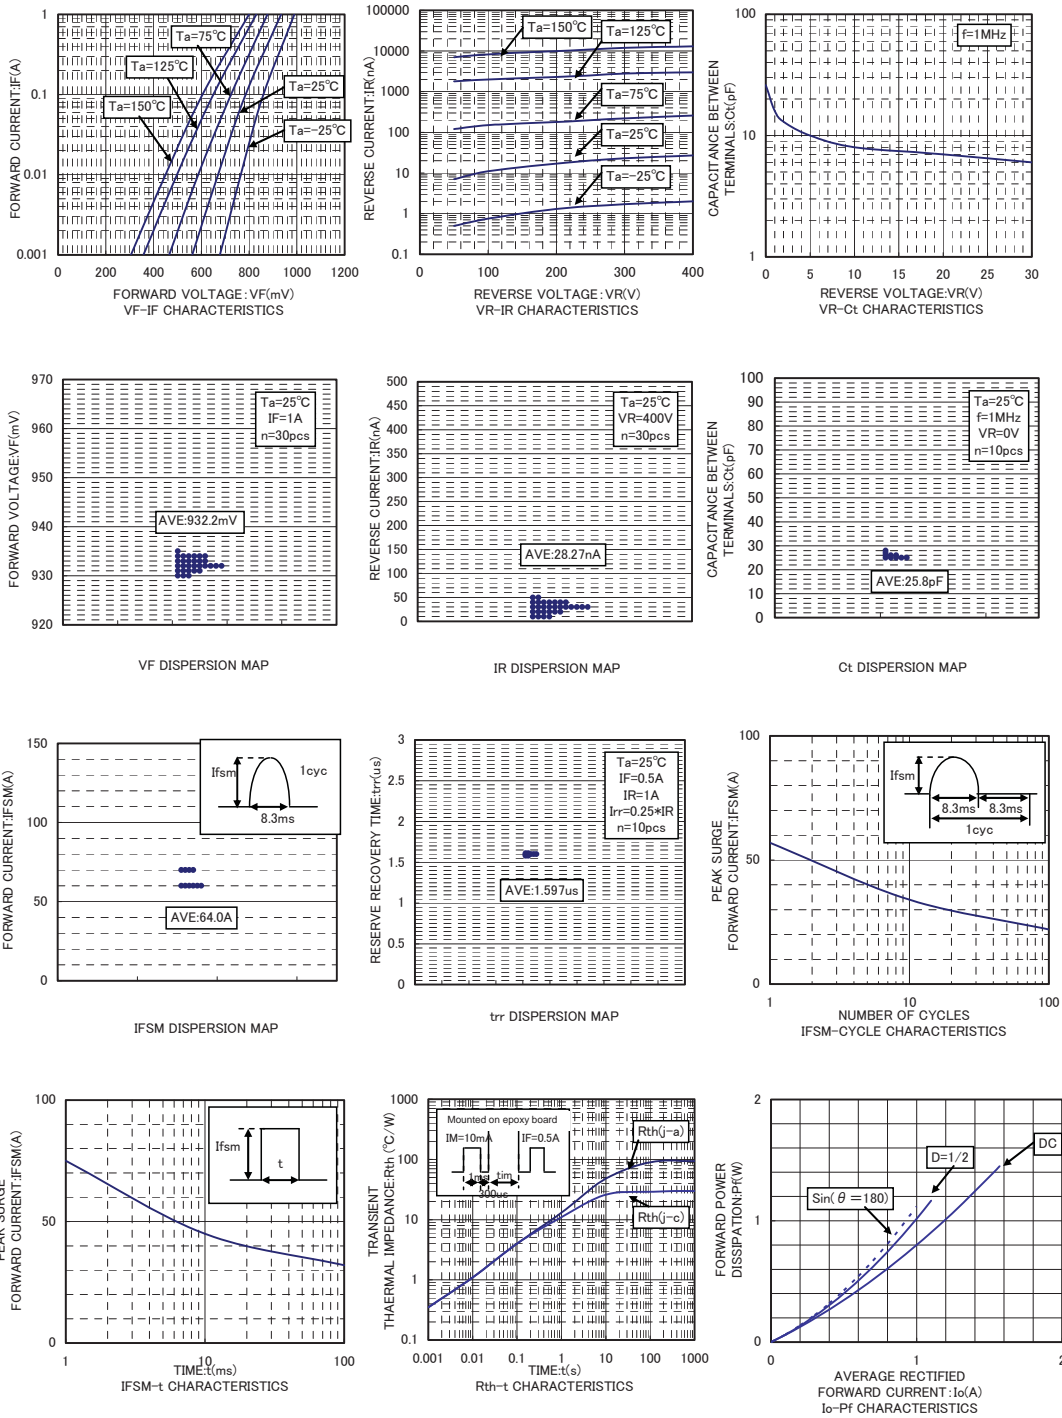 FORWARD CURRENT:IF(A)
1
0.1
0.01
0.001
Ta=75℃
Ta=125℃
Ta=150℃
Ta=25℃
Ta=-25℃
0 200 400 600 800 1000 1200
FORWARD VOLTAGE:VF(mV)
VF-IF CHARACTERISTICS
REVERSE CURRENT:IR(nA)
100000
10000
1000
100
10
1
0.1
Ta=150℃
Ta=125℃
Ta=75℃
Ta=25℃
Ta=-25℃
0 100 200 300 400
REVERSE VOLTAGE:VR(V)
VR-IR CHARACTERISTICS
CAPACITANCE BETWEEN
TERMINALS:Ct(pF)
100
10
1
f=1MHz
0 5 10 15 20 25 30
REVERSE VOLTAGE:VR(V)
VR-Ct CHARACTERISTICS
FORWARD VOLTAGE:VF(mV)
970
960
950
940
930
920
Ta=25℃
IF=1A
n=30pcs
AVE:932.2mV
VF DISPERSION MAP
REVERSE CURRENT:IR(nA)
500
450
400
350
300
250
200
150
100
50
0
Ta=25℃
VR=400V
n=30pcs
AVE:28.27nA
IR DISPERSION MAP
CAPACITANCE BETWEEN
TERMINALS:Ct(pF)
100
90
80
70
60
50
40
30
20
10
0
Ta=25℃
f=1MHz
VR=0V
n=10pcs
AVE:25.8pF
Ct DISPERSION MAP
FORWARD CURRENT:IFSM(A)
150
100
50
0
Ifsm
1cyc
8.3ms
AVE:64.0A
IFSM DISPERSION MAP
RESERVE RECOVERY TIME:trr(us)
3
2.5
2
1.5
1
0.5
0
Ta=25℃
IF=0.5A
IR=1A
Irr=0.25*IR
n=10pcs
AVE:1.597us
trr DISPERSION MAP
PEAK SURGE
FORWARD CURRENT:IFSM(A)
100
50
0
Ifsm
8.3ms 8.3ms
1cyc
1 10 100
NUMBER OF CYCLES
IFSM-CYCLE CHARACTERISTICS
PEAK SURGE
FORWARD CURRENT:IFSM(A)
100
50
0
Ifsm
t
1 10 100
TIME:t(ms)
IFSM-t CHARACTERISTICS
TRANSIENT
THAERMAL IMPEDANCE:Rth (℃/W)
1000
100
10
1
0.1
Mounted on epoxy board
IM=10mA IF=0.5A
1ms tim
300us
Rth(j-a)
Rth(j-c)
0.001 0.01 0.1 1 10 100 1000
TIME:t(s)
Rth-t CHARACTERISTICS
FORWARD POWER
DISSIPATION:Pf(W)
2
1
0
D=1/2
DC
Sin(θ=180)
0 1 2
AVERAGE RECTIFIED
FORWARD CURRENT:Io(A)
Io-Pf CHARACTERISTICS